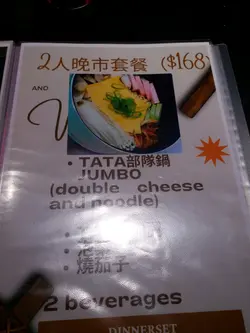 2人晚市套餐 ($168)
AND
• TATA部隊鍋
JUMBO
(double cheese
and noodle)
• 燒茄子
2 beverages
DINNERSET